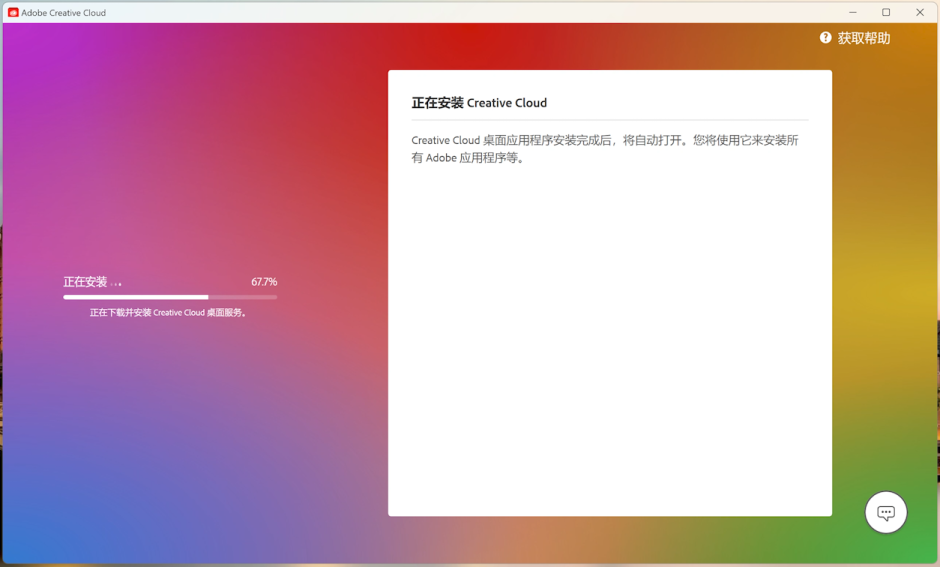 Adobe Creative Cloud
获取帮助
正在安装 Creative Cloud
Creative Cloud 桌面应用程序安装完成后，将自动打开。您将使用它来安装所
有 Adobe 应用程序等。
正在安装 ... 67.7%
正在下载并安装 Creative Cloud 桌面服务。